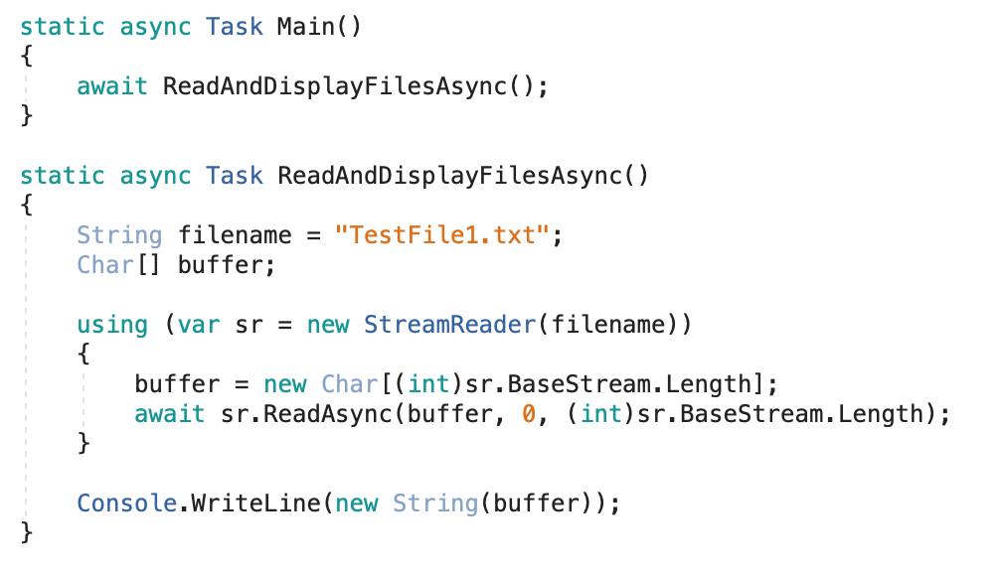 static async Task Main()
{
    await ReadAndDisplayFilesAsync();
}

static async Task ReadAndDisplayFilesAsync()
{
    String filename = "TestFile1.txt";
    Char[] buffer;

    using (var sr = new StreamReader(filename))
    {
        buffer = new Char[(int)sr.BaseStream.Length];
        await sr.ReadAsync(buffer, 0, (int)sr.BaseStream.Length);
    }

    Console.WriteLine(new String(buffer));
}